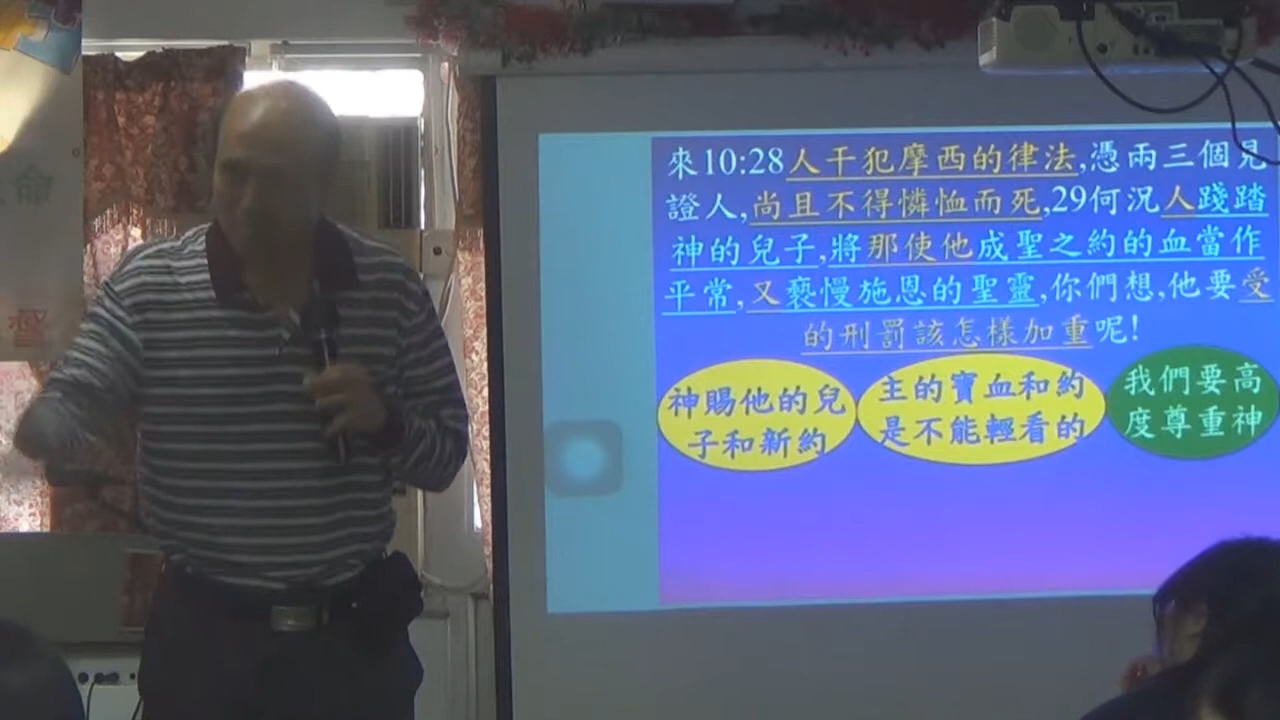 來10:28人干犯摩西的律法,憑兩三個見
證人,尚且不得憐恤而死,29何況人踐踏
神的兒子,將那使他成聖之約的血當作
平常,又褻慢施恩的聖靈,你們想,他要受
的刑罰該怎樣加重呢!
神賜他的兒
子和新約
主的寶血和約
是不能輕看的
我們要高
度尊重神
命
督